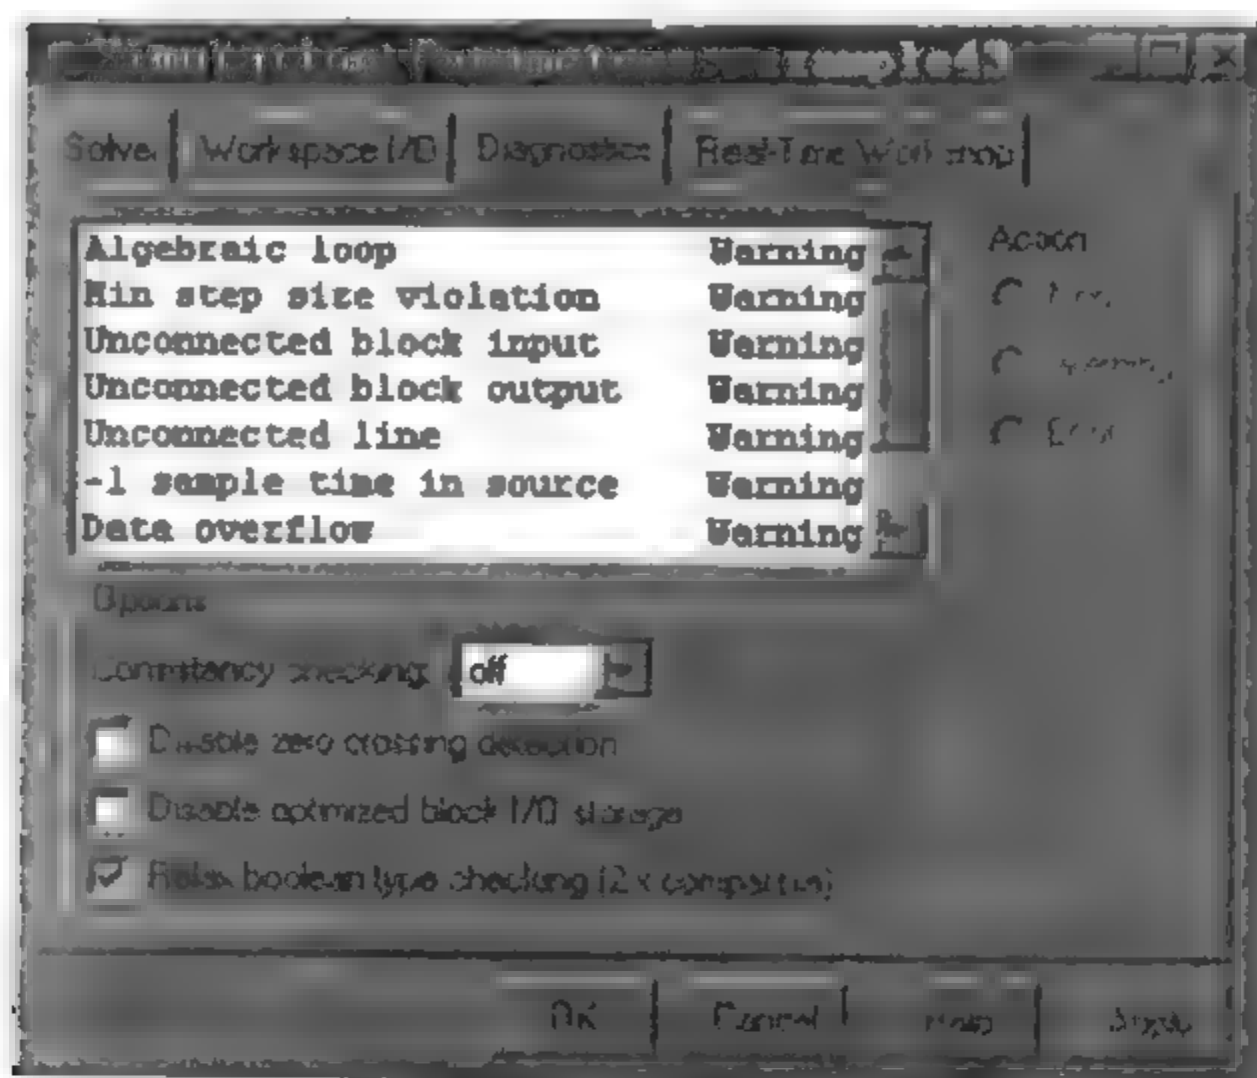 Solver Workspace I/O Diagnostics Real-Time Workshop
Algebraic loop Warning
Min step size violation Warning
Unconnected block input Warning
Unconnected block output Warning
Unconnected line Warning
-1 sample time in source Warning
Data overflow Warning
Action
Error
Options
Consistency checking: off
Disable zero crossing detection
Disable optimized block I/O storage
Relax boolean type checking (2.x compatible)
OK Cancel Help Apply